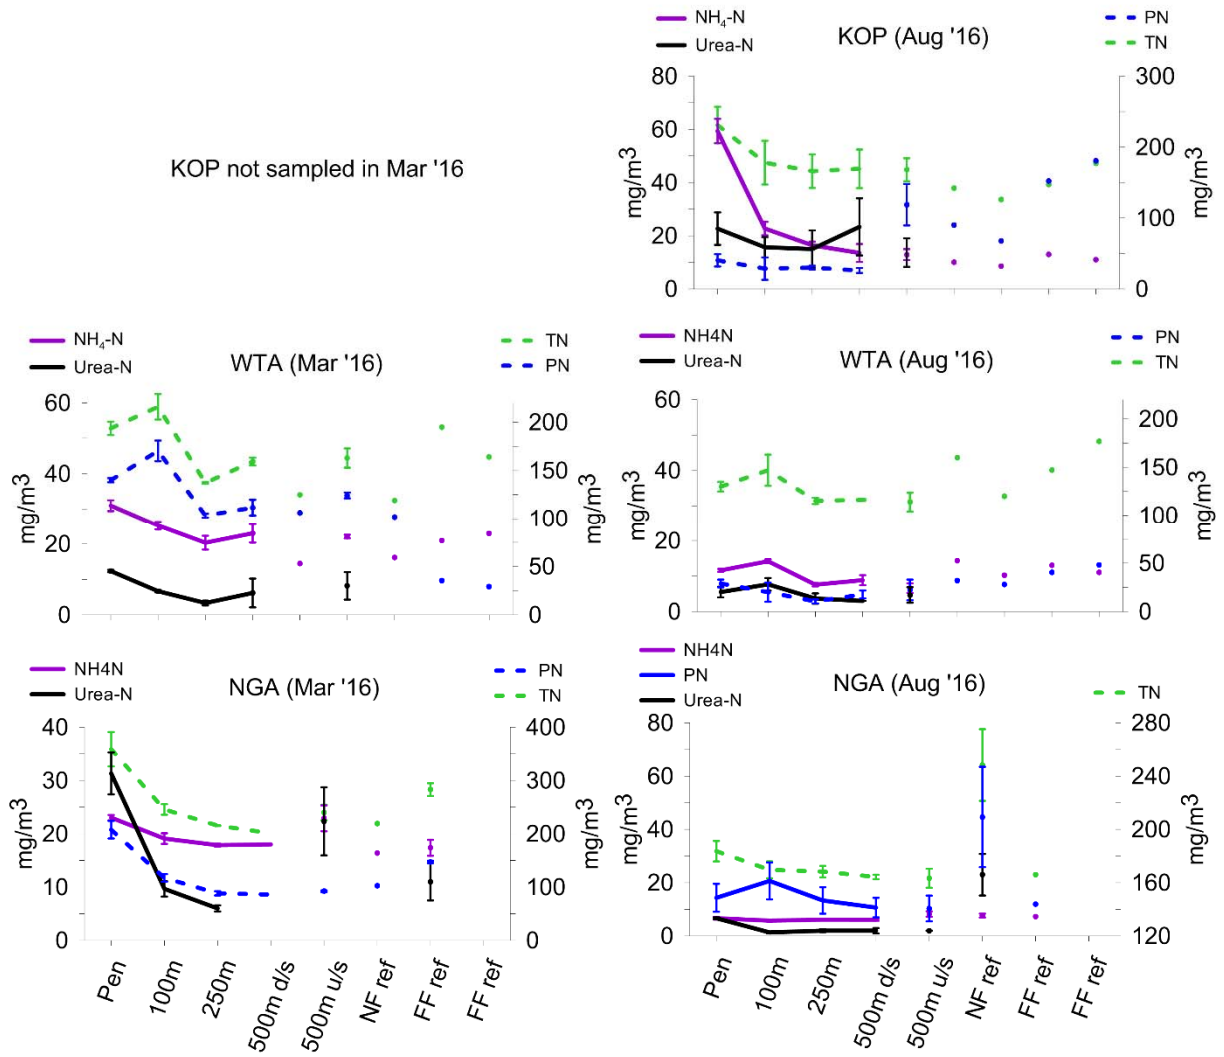 NH₄-N
Urea-N
KOP (Aug '16)
PN
TN
KOP not sampled in Mar '16
mg/m3
80
60
40
20
0
300
200
100
0
mg/m3
NH₄-N
Urea-N
WTA (Mar '16)
TN
PN
mg/m3
60
40
20
0
200
150
100
50
0
mg/m3
NH4N
Urea-N
WTA (Aug '16)
PN
TN
mg/m3
60
40
20
0
200
150
100
50
0
mg/m3
NH4N
Urea-N
NGA (Mar '16)
PN
TN
mg/m3
40
30
20
10
0
400
300
200
100
0
mg/m3
Pen
100m
250m
500m d/s
500m u/s
NF ref
FF ref
FF ref
NH4N
PN
Urea-N
NGA (Aug '16)
TN
mg/m3
80
60
40
20
0
280
240
200
160
120
mg/m3
Pen
100m
250m
500m d/s
500m u/s
NF ref
FF ref
FF ref